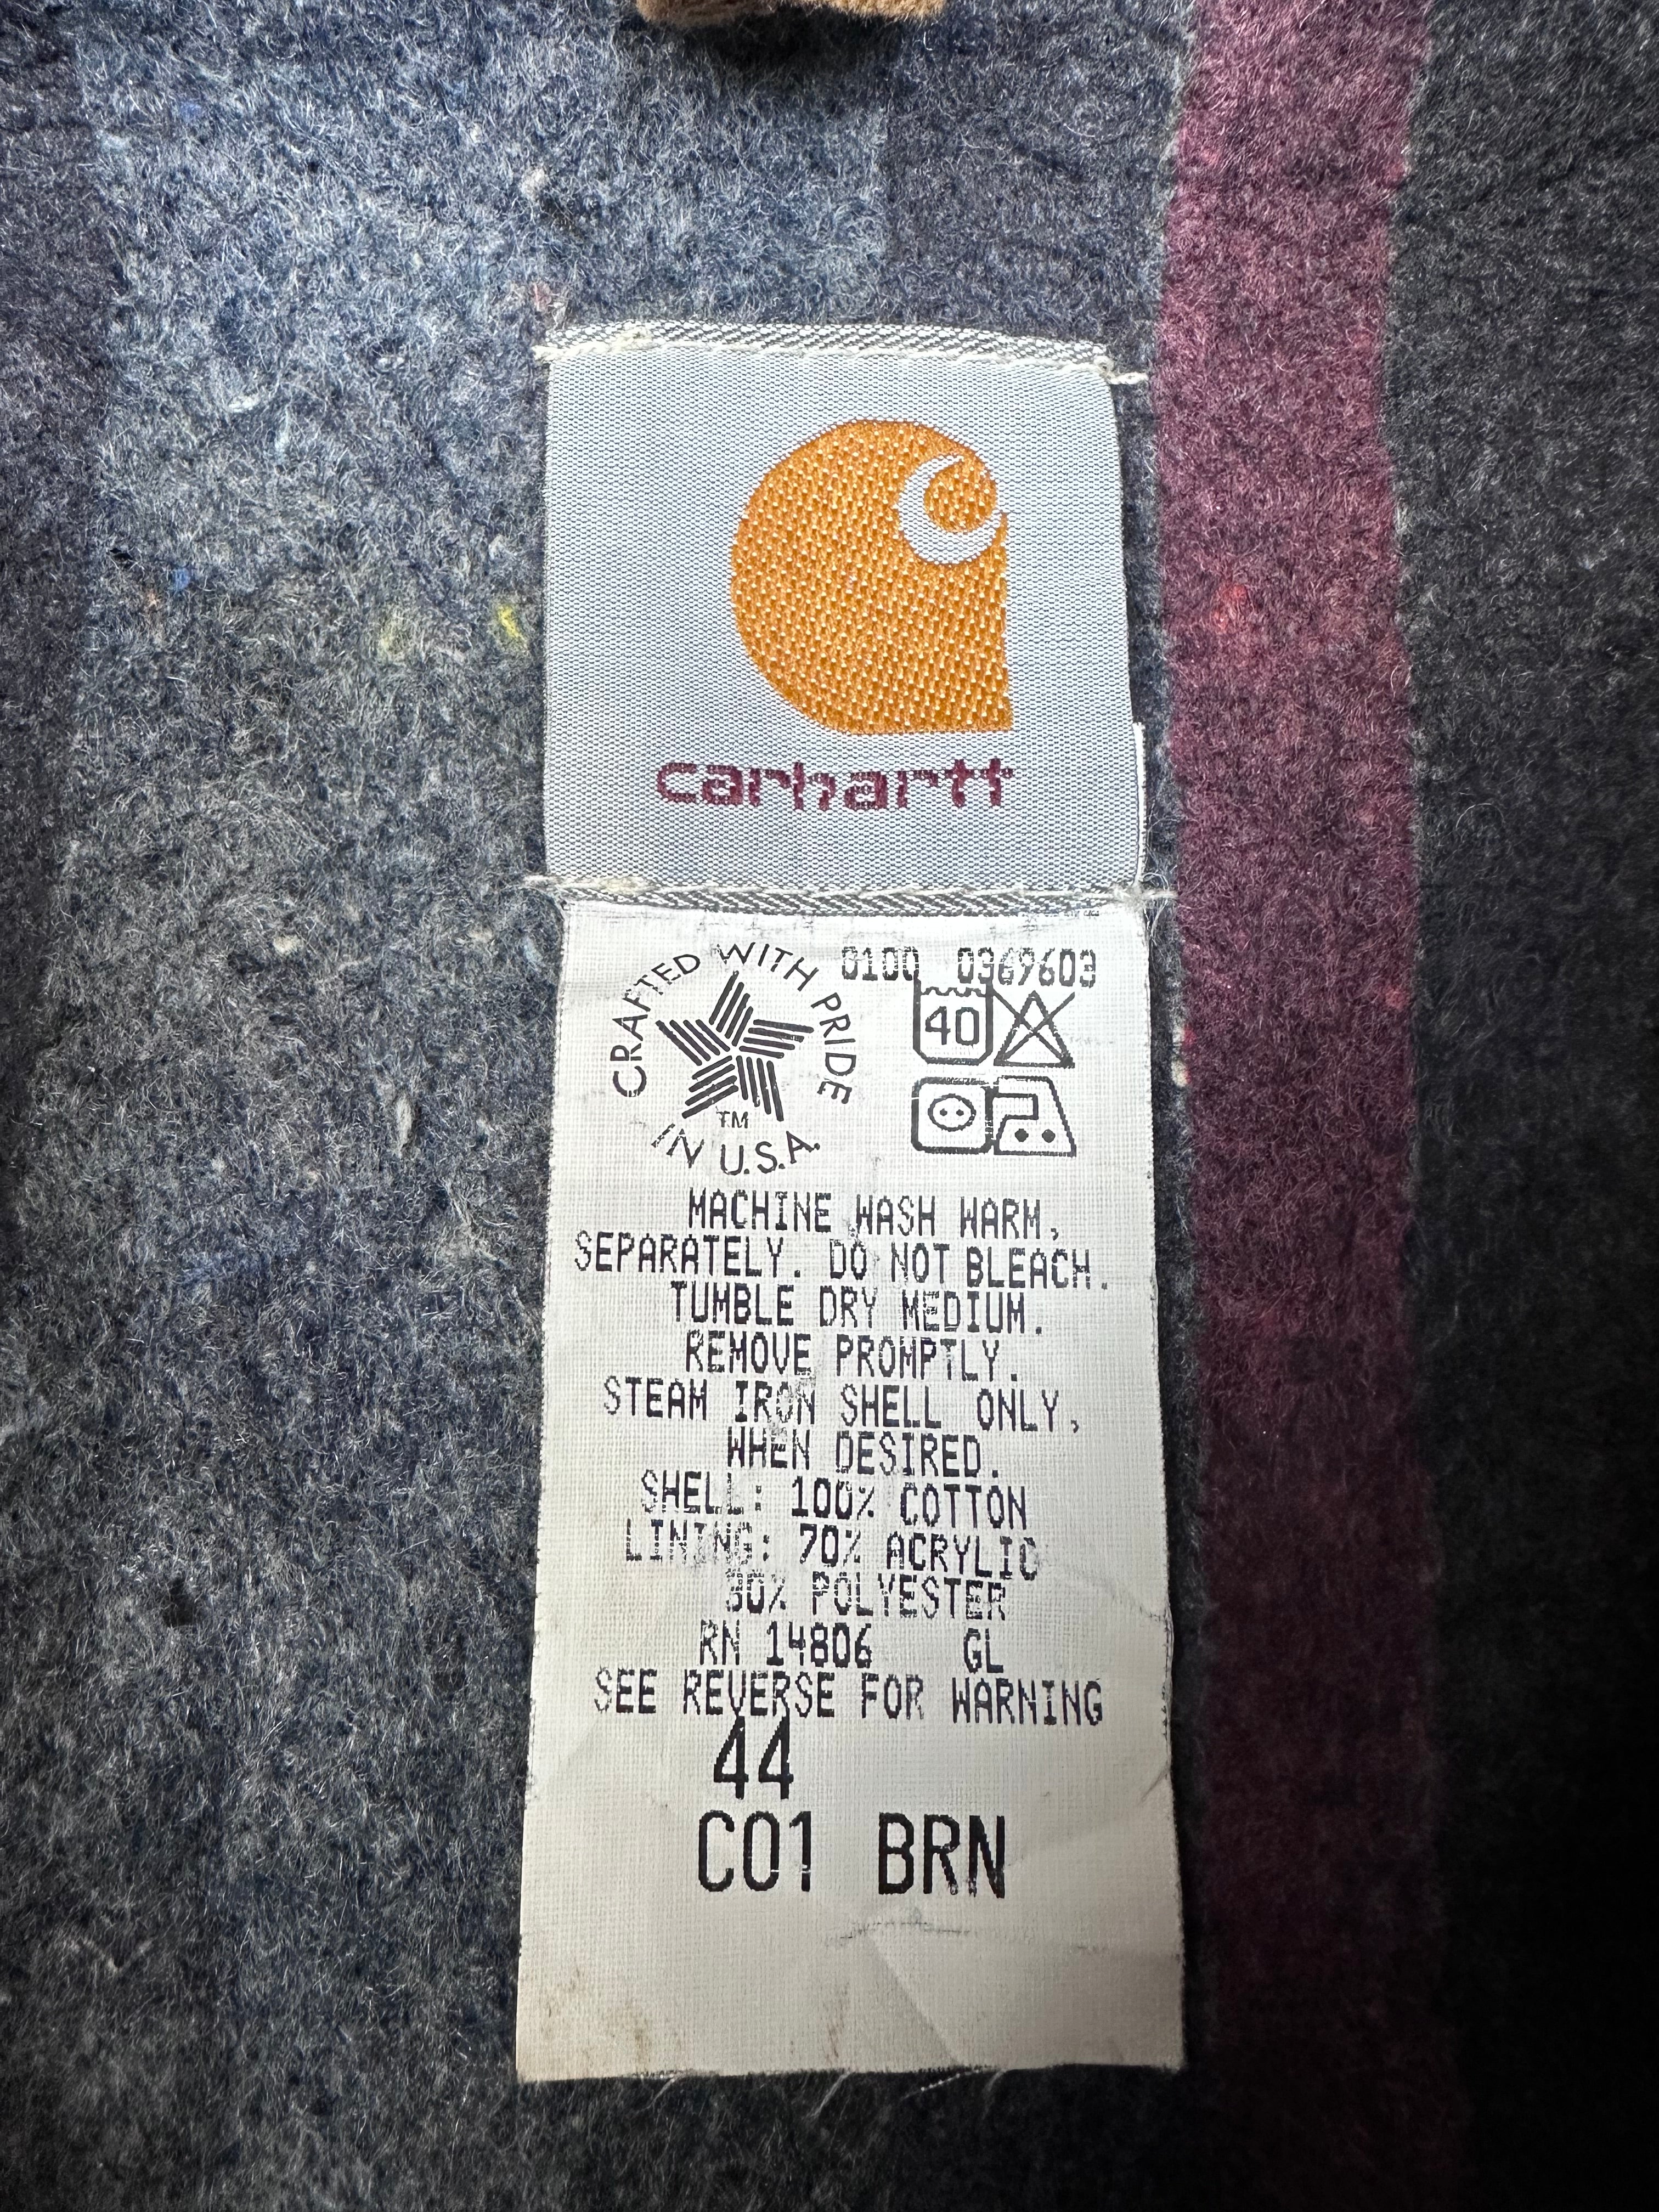 carhartt
CRAFTED WITH PRIDE
IN U.S.A.
TM
0100 0369603
40
MACHINE WASH WARM,
SEPARATELY. DO NOT BLEACH.
TUMBLE DRY MEDIUM.
REMOVE PROMPTLY.
STEAM IRON SHELL ONLY,
WHEN DESIRED.
SHELL: 100% COTTON
LINING: 70% ACRYLIC
30% POLYESTER
RN 14806 GL
SEE REVERSE FOR WARNING
44
C01 BRN